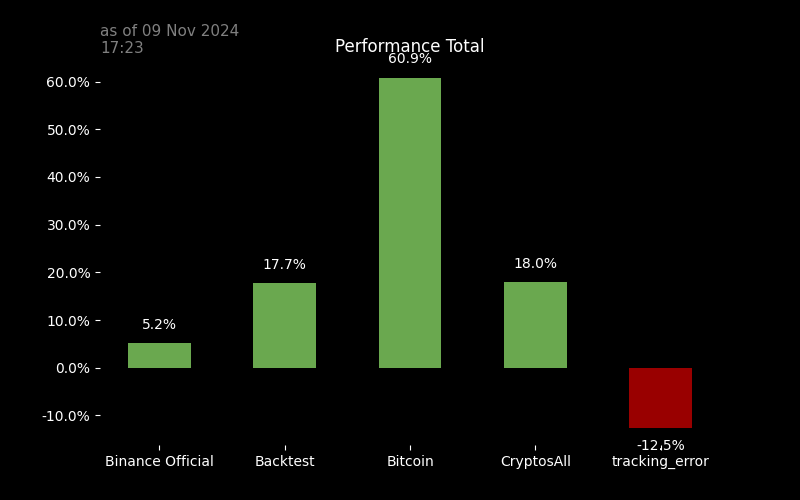 as of 09 Nov 2024
17:23
Performance Total
60.9%
60.0%
50.0%
40.0%
30.0%
20.0%
10.0%
0.0%
-10.0%
5.2%
17.7%
18.0%
-12.5%
Binance Official
Backtest
Bitcoin
CryptosAll
tracking_error